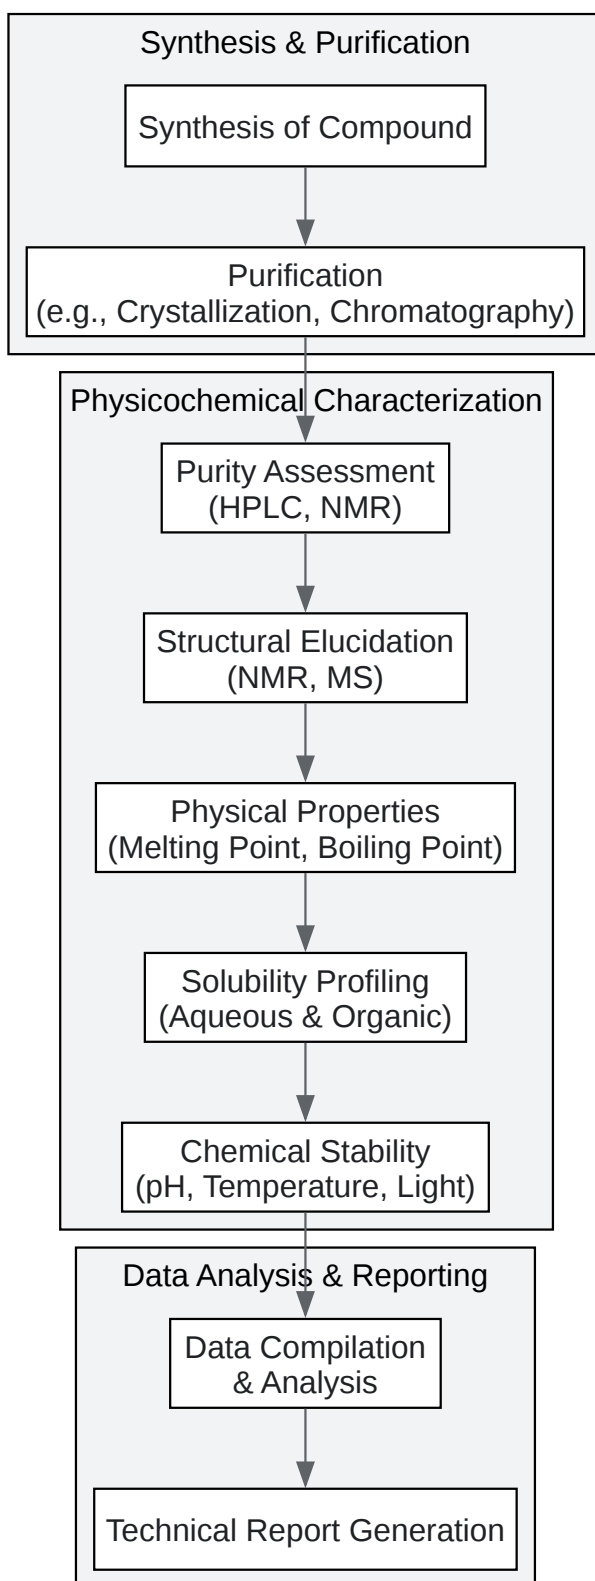 Synthesis & Purification
Synthesis of Compound
Purification
(e.g., Crystallization, Chromatography)
Physicochemical Characterization
Purity Assessment
(HPLC, NMR)
Structural Elucidation
(NMR, MS)
Physical Properties
(Melting Point, Boiling Point)
Solubility Profiling
(Aqueous & Organic)
Chemical Stability
(pH, Temperature, Light)
Data Analysis & Reporting
Data Compilation
& Analysis
Technical Report Generation